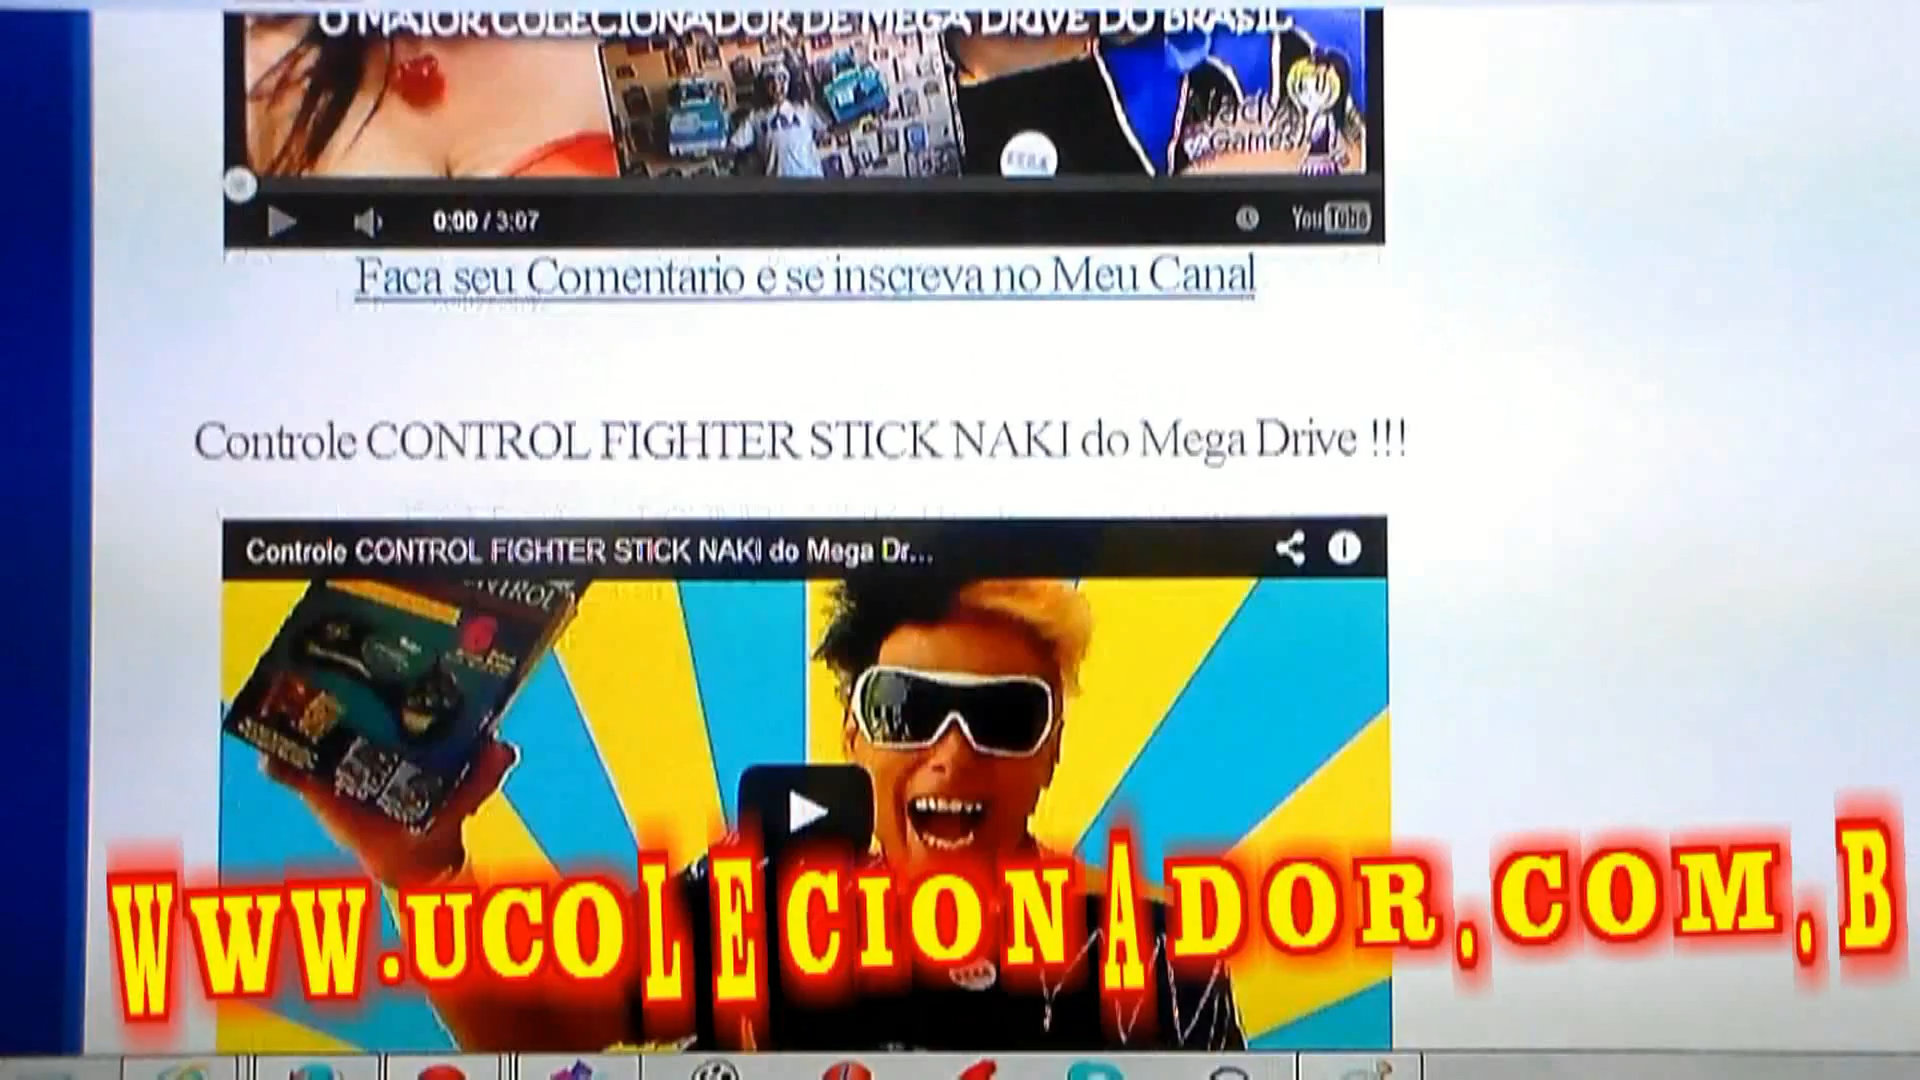 O MAIOR COLECIONADOR DE MEGA DRIVE DO BRASIL
Games
SEGA
0:00 / 3:07
YouTube
Faca seu Comentario e se inscreva no Meu Canal
Controle CONTROL FIGHTER STICK NAKI do Mega Drive !!!
Controle CONTROL FIGHTER STICK NAKI do Mega Dr...
WWW.UCOLECIONADOR.COM.B